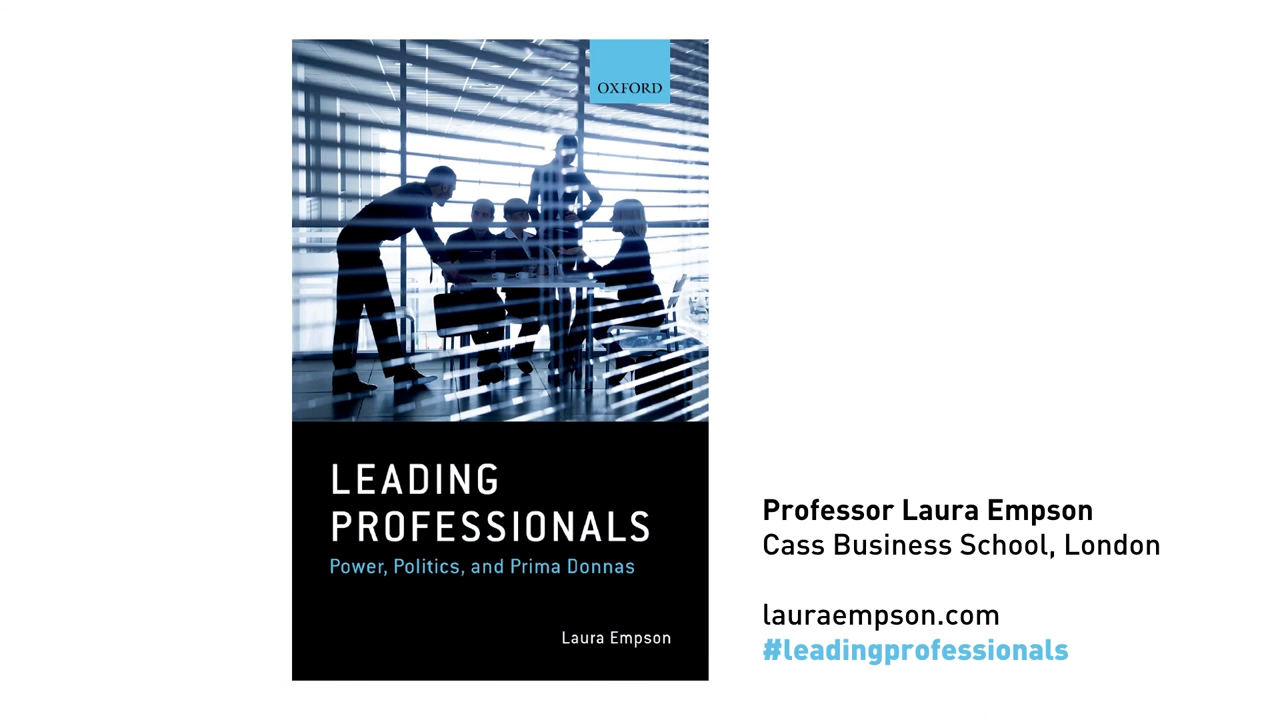 OXFORD
LEADING
PROFESSIONALS
Power, Politics, and Prima Donnas
Laura Empson
Professor Laura Empson
Cass Business School, London
lauraempson.com
#leadingprofessionals